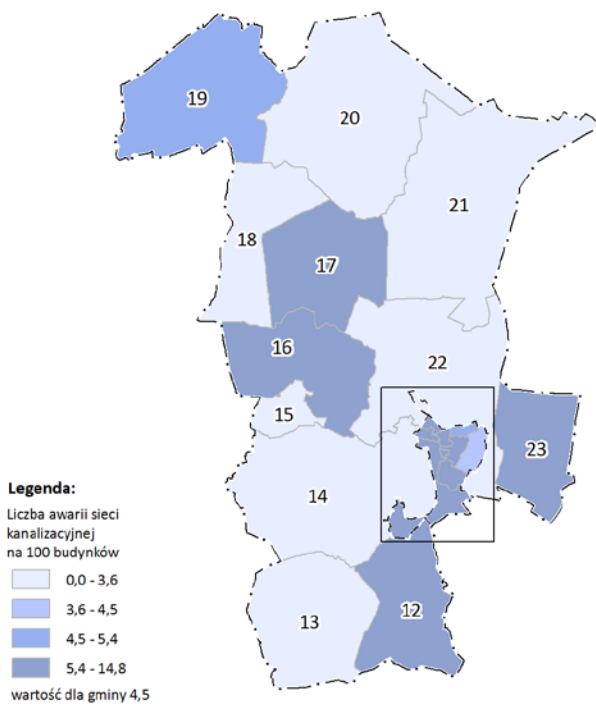 19
20
21
18
17
16
22
15
23
14
12
13
Legenda:
Liczba awarii sieci
kanalizacyjnej
na 100 budynków
0,0 - 3,6
3,6 - 4,5
4,5 - 5,4
5,4 - 14,8
wartość dla gminy 4,5